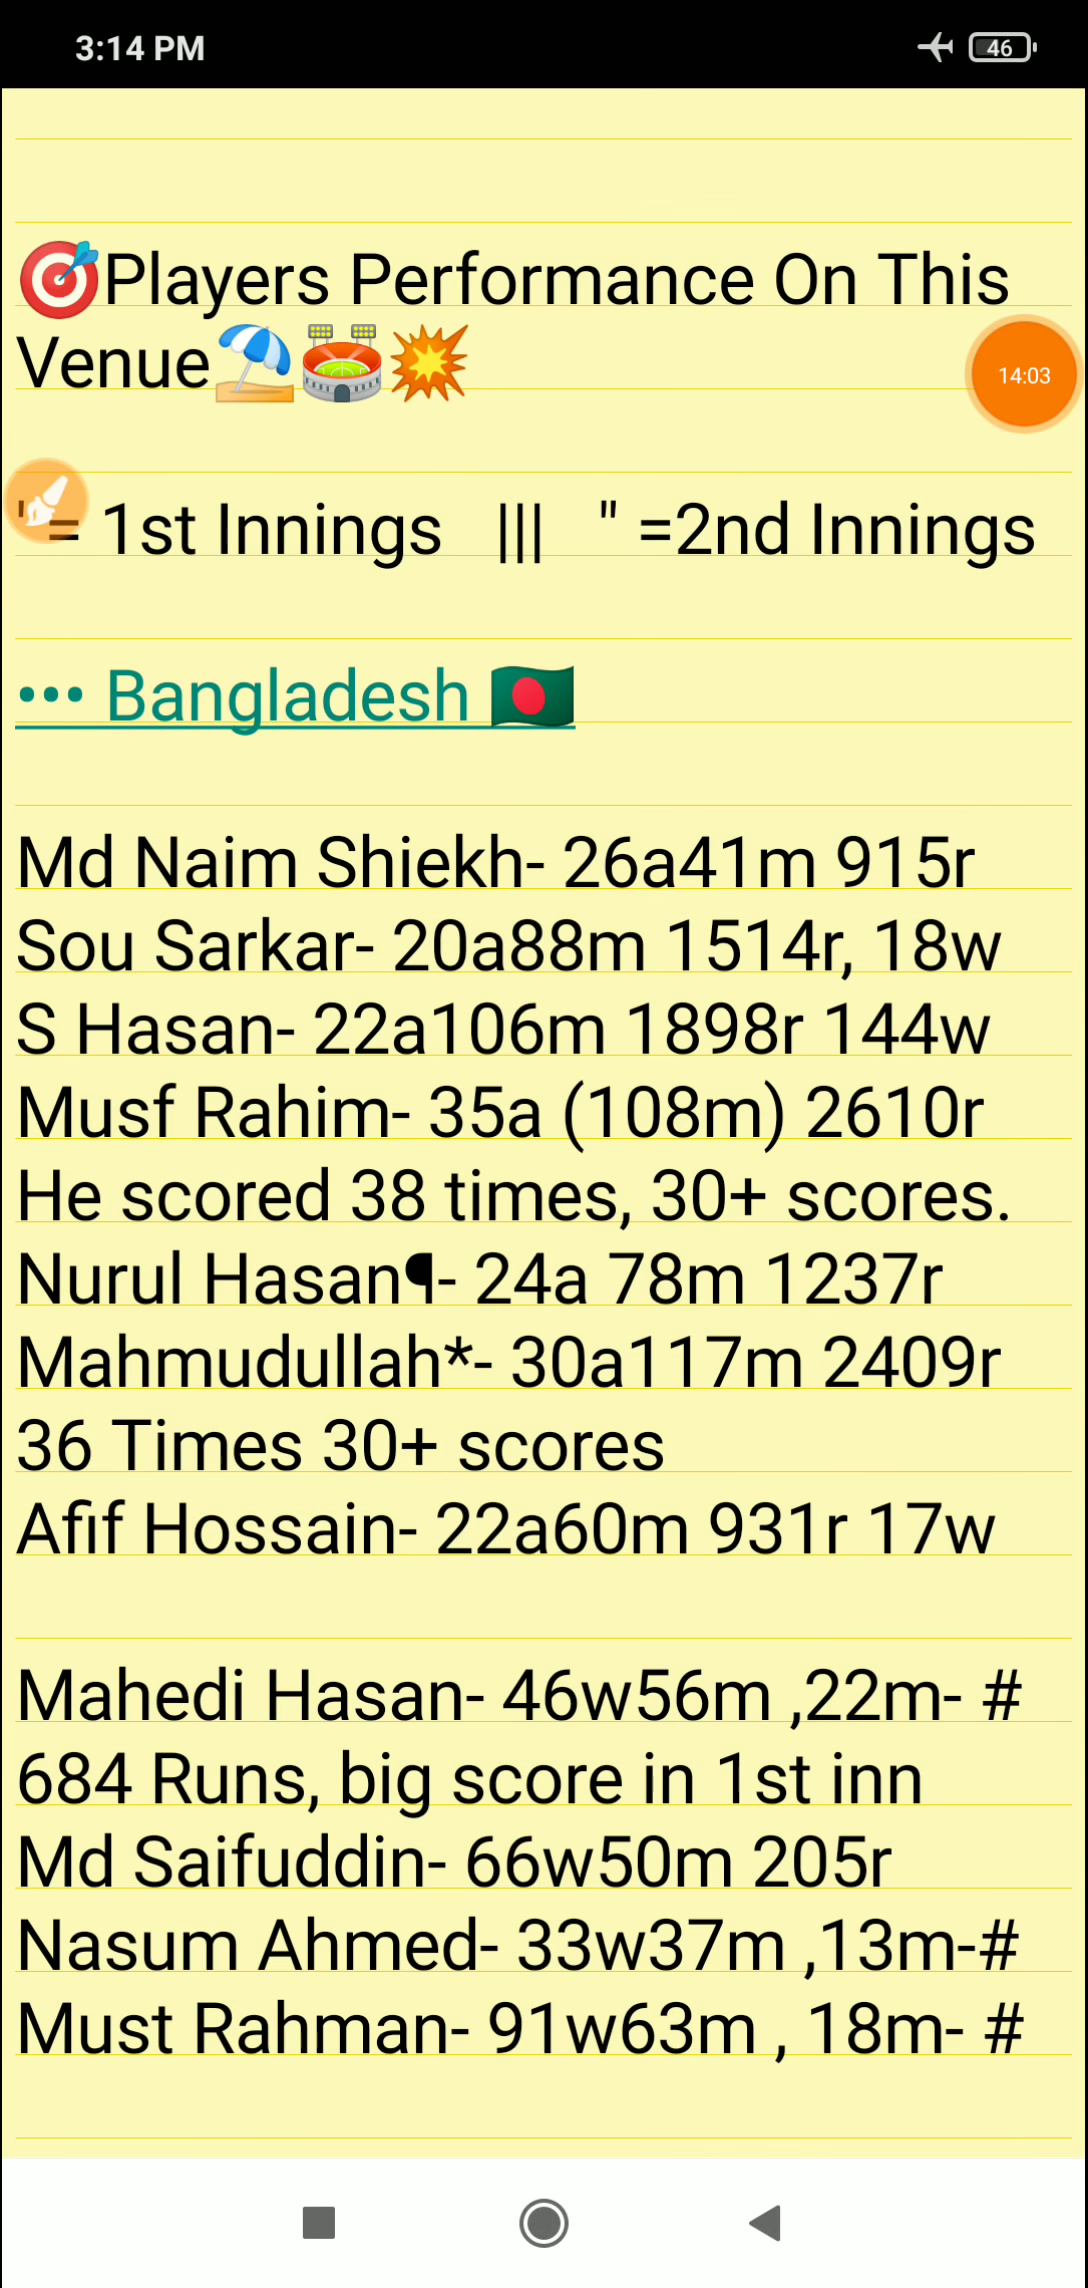 3:14 PM
46
🎯Players Performance On This
Venue⛱️🏟️💥
14:03
' = 1st Innings ||| " =2nd Innings
••• Bangladesh 🇧🇩
Md Naim Shiekh- 26a41m 915r
Sou Sarkar- 20a88m 1514r, 18w
S Hasan- 22a106m 1898r 144w
Musf Rahim- 35a (108m) 2610r
He scored 38 times, 30+ scores.
Nurul Hasan¶- 24a 78m 1237r
Mahmudullah*- 30a117m 2409r
36 Times 30+ scores
Afif Hossain- 22a60m 931r 17w
Mahedi Hasan- 46w56m ,22m- #
684 Runs, big score in 1st inn
Md Saifuddin- 66w50m 205r
Nasum Ahmed- 33w37m ,13m-#
Must Rahman- 91w63m , 18m- #